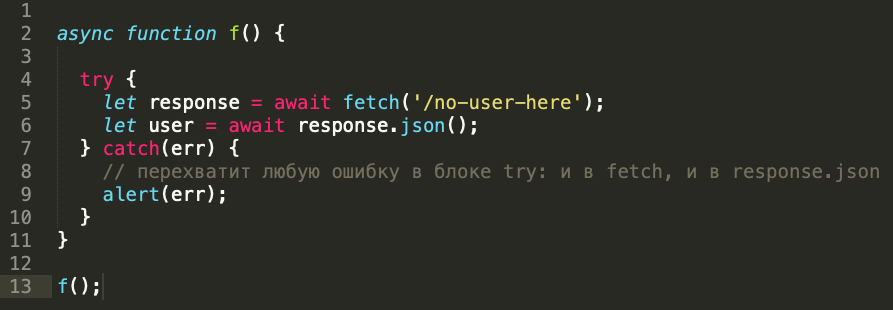 1
2 async function f() {
3
4 try {
5 let response = await fetch('/no-user-here');
6 let user = await response.json();
7 } catch(err) {
8 // перехватит любую ошибку в блоке try: и в fetch, и в response.json
9 alert(err);
10 }
11 }
12
13 f();